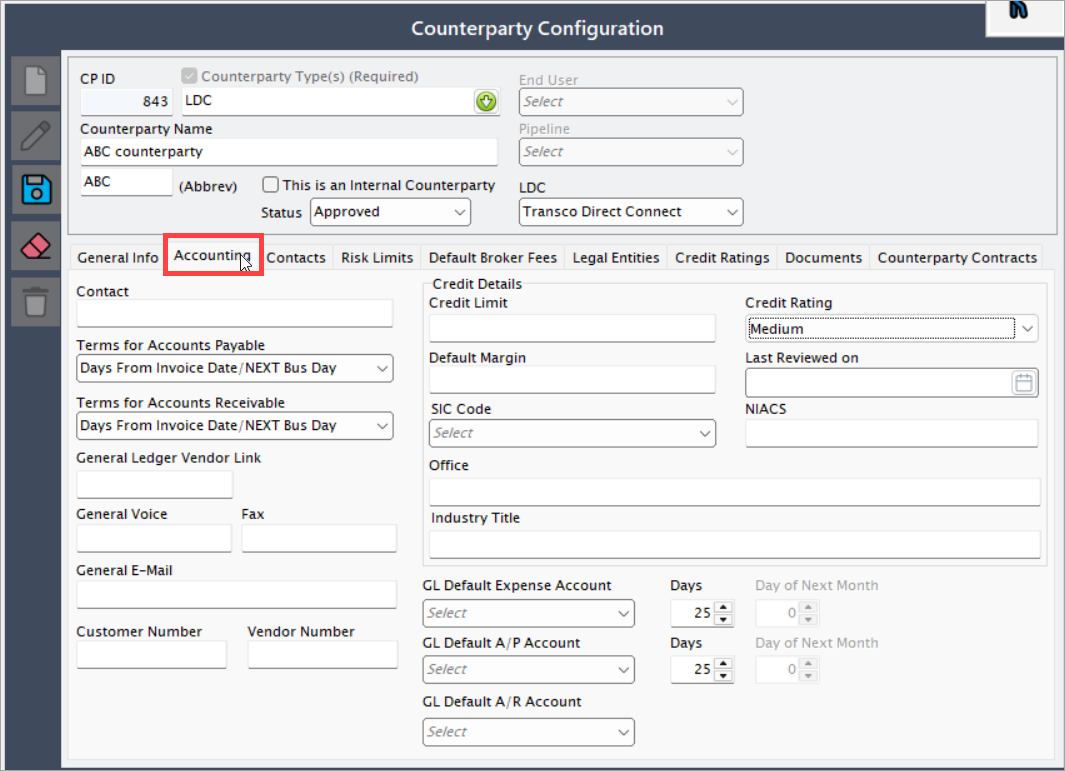 Counterparty Configuration
CP ID
Counterparty Type(s) (Required)
End User
843
LDC
Select
Counterparty Name
Pipeline
ABC counterparty
Select
ABC
(Abbrev)
This is an Internal Counterparty
LDC
Status
Approved
Transco Direct Connect
General Info
Accounting
Contacts
Risk Limits
Default Broker Fees
Legal Entities
Credit Ratings
Documents
Counterparty Contracts
Contact
Credit Details
Credit Limit
Credit Rating
Medium
Terms for Accounts Payable
Default Margin
Last Reviewed on
Days From Invoice Date/NEXT Bus Day
Terms for Accounts Receivable
SIC Code
NIACS
Days From Invoice Date/NEXT Bus Day
Select
General Ledger Vendor Link
Office
General Voice
Fax
Industry Title
General E-Mail
GL Default Expense Account
Days
Day of Next Month
Select
25
0
Customer Number
Vendor Number
GL Default A/P Account
Days
Day of Next Month
Select
25
0
GL Default A/R Account
Select